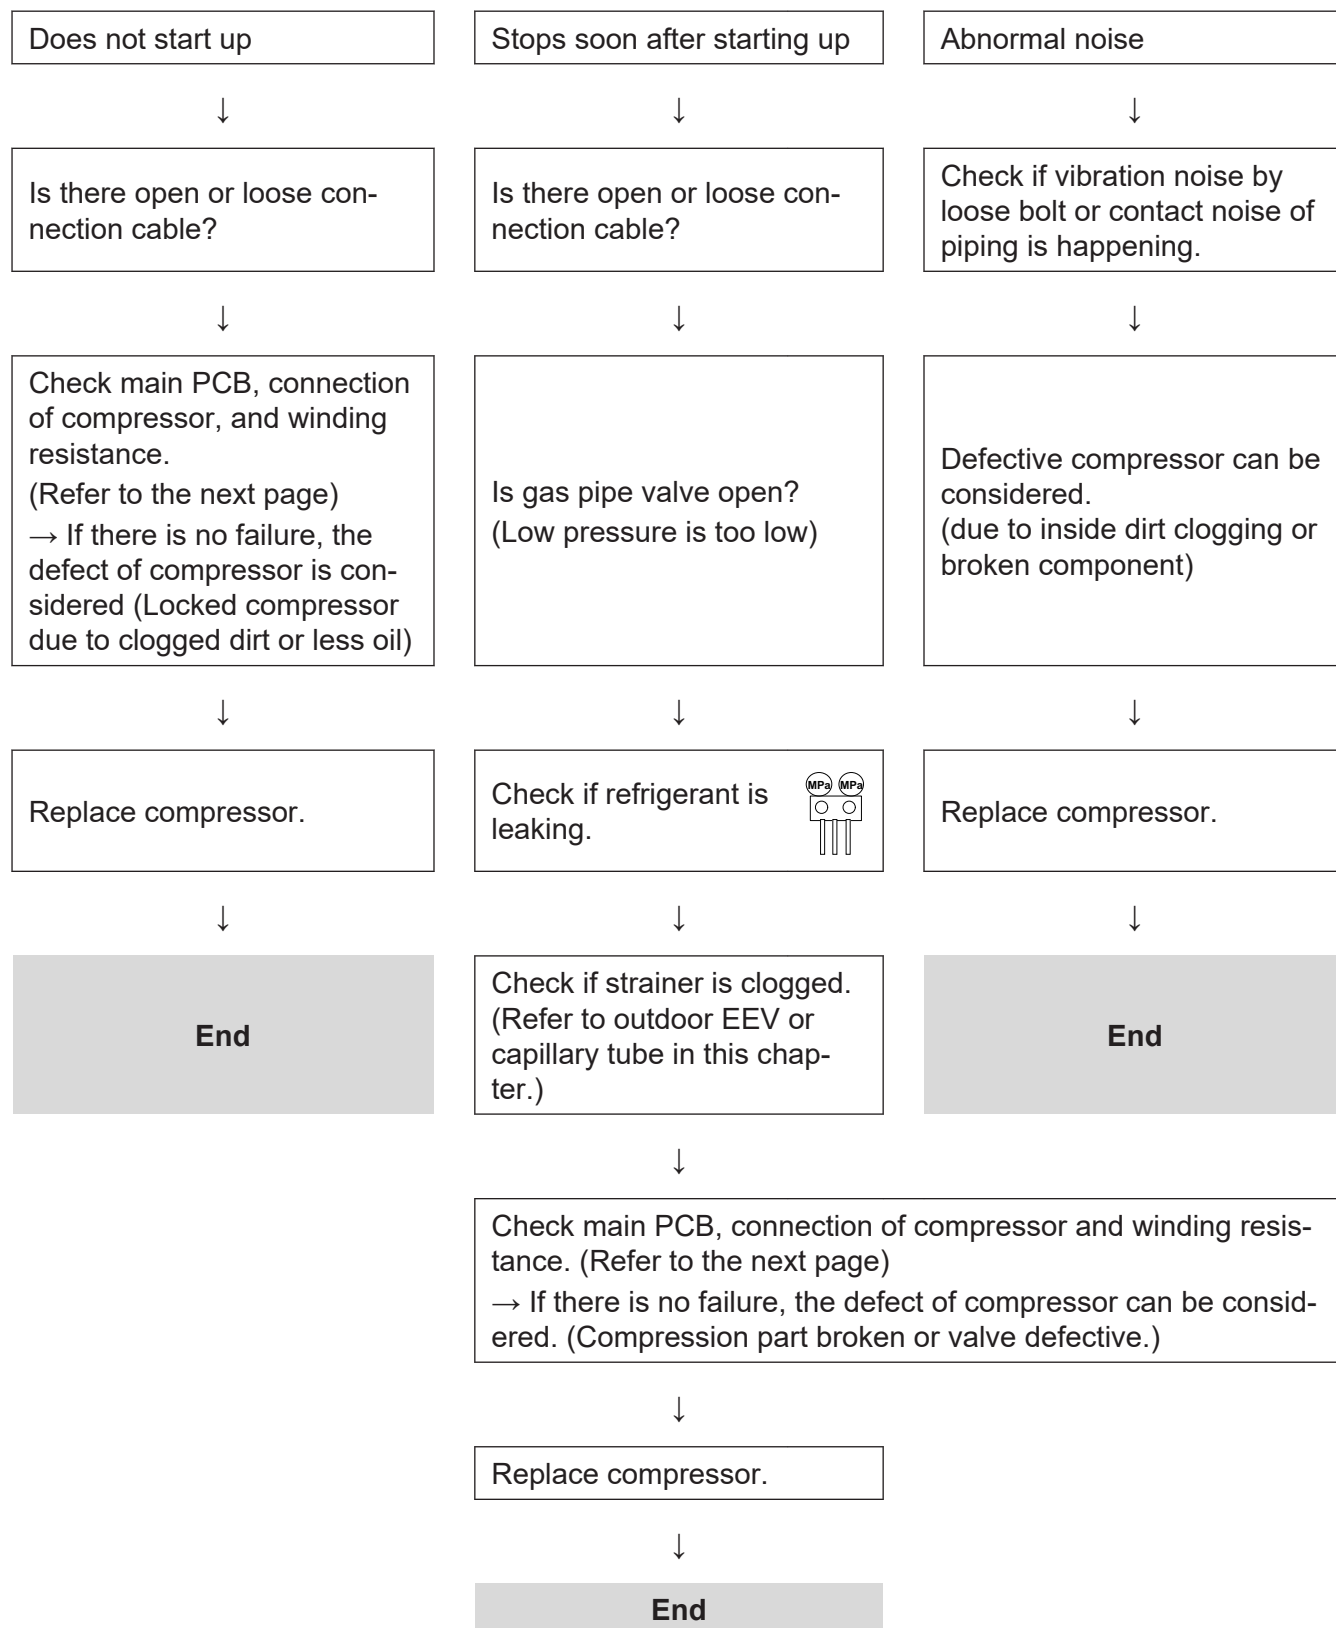 Does not start up
Stops soon after starting up
Abnormal noise
↓
↓
↓
Is there open or loose con-
nection cable?
Is there open or loose con-
nection cable?
Check if vibration noise by
loose bolt or contact noise of
piping is happening.
↓
↓
↓
Check main PCB, connection
of compressor, and winding
resistance.
(Refer to the next page)
→ If there is no failure, the
defect of compressor is con-
sidered (Locked compressor
due to clogged dirt or less oil)
Is gas pipe valve open?
(Low pressure is too low)
Defective compressor can be
considered.
(due to inside dirt clogging or
broken component)
↓
↓
↓
Replace compressor.
Check if refrigerant is
leaking.
MPa MPa
Replace compressor.
↓
↓
↓
End
Check if strainer is clogged.
(Refer to outdoor EEV or
capillary tube in this chap-
ter.)
End
↓
Check main PCB, connection of compressor and winding resis-
tance. (Refer to the next page)
→ If there is no failure, the defect of compressor can be consid-
ered. (Compression part broken or valve defective.)
↓
Replace compressor.
↓
End